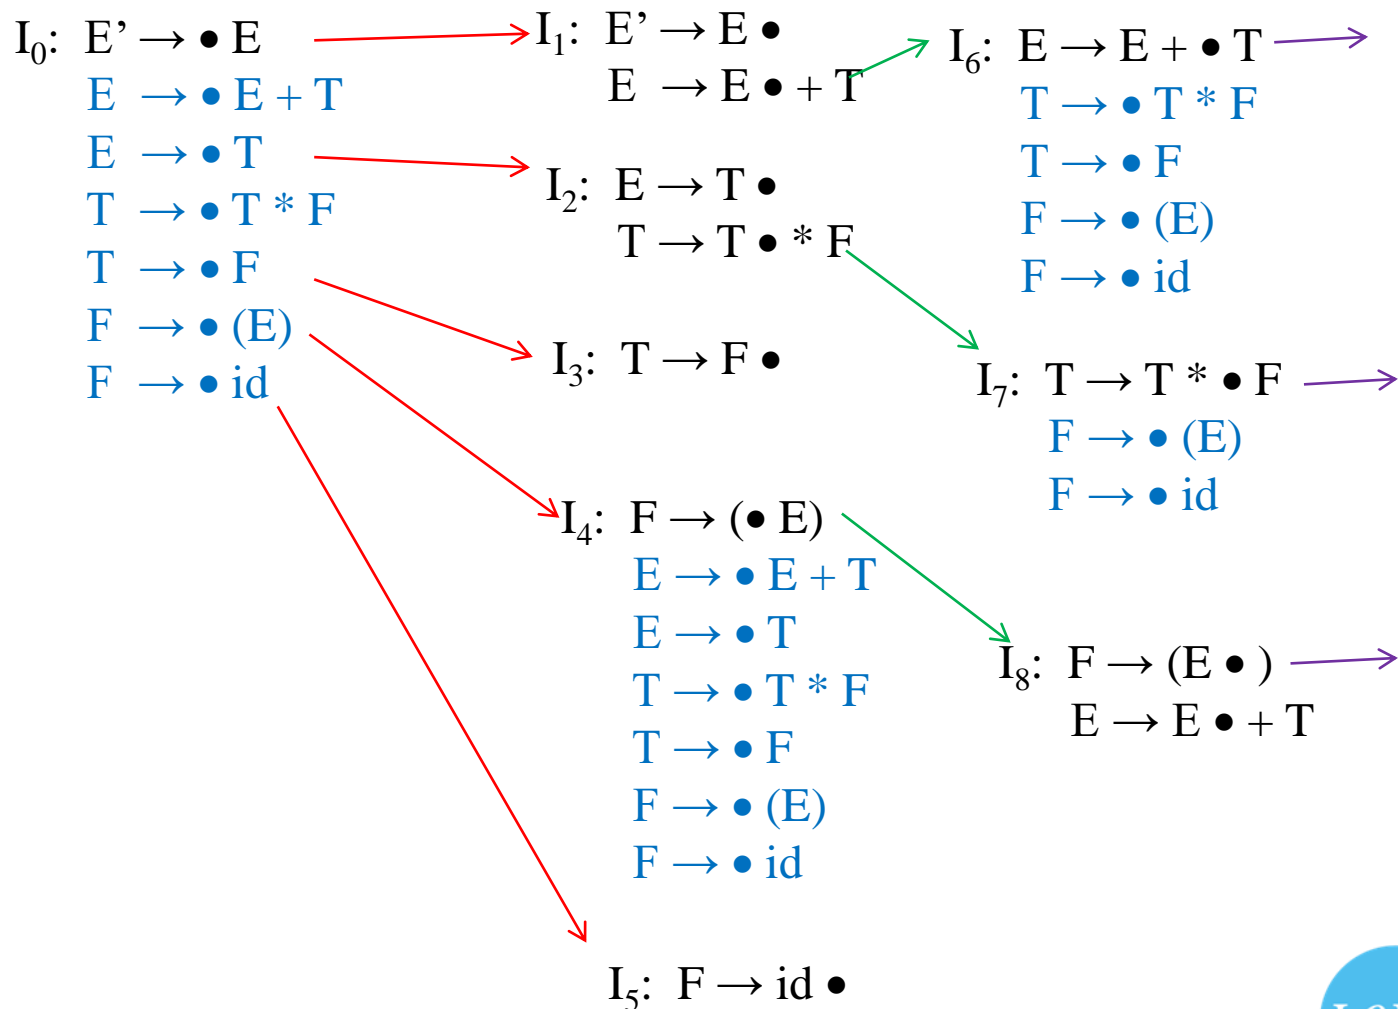 I0: E’ → • E
E → • E + T
E → • T
T → • T * F
T → • F
F → • (E)
F → • id
I1: E’ → E •
E → E • + T
I2: E → T •
T → T • * F
I3: T → F •
I4: F → (• E)
E → • E + T
E → • T
T → • T * F
T → • F
F → • (E)
F → • id
I5: F → id •
I6: E → E + • T
T → • T * F
T → • F
F → • (E)
F → • id
I7: T → T * • F
F → • (E)
F → • id
I8: F → (E • )
E → E • + T